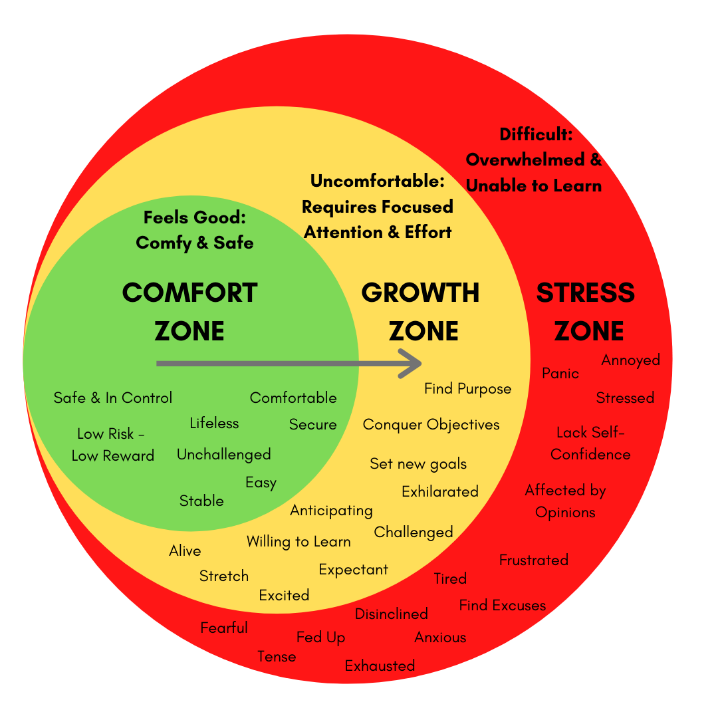 Difficult:
Overwhelmed &
Unable to Learn
Uncomfortable:
Requires Focused
Attention & Effort
Feels Good:
Comfy & Safe
COMFORT
ZONE
GROWTH
ZONE
STRESS
ZONE
Safe & In Control
Comfortable
Lifeless
Secure
Low Risk -
Low Reward
Unchallenged
Easy
Stable
Find Purpose
Conquer Objectives
Set new goals
Exhilarated
Anticipating
Challenged
Willing to Learn
Alive
Expectant
Stretch
Excited
Annoyed
Panic
Stressed
Lack Self-
Confidence
Affected by
Opinions
Frustrated
Tired
Find Excuses
Disinclined
Fearful
Fed Up
Anxious
Tense
Exhausted